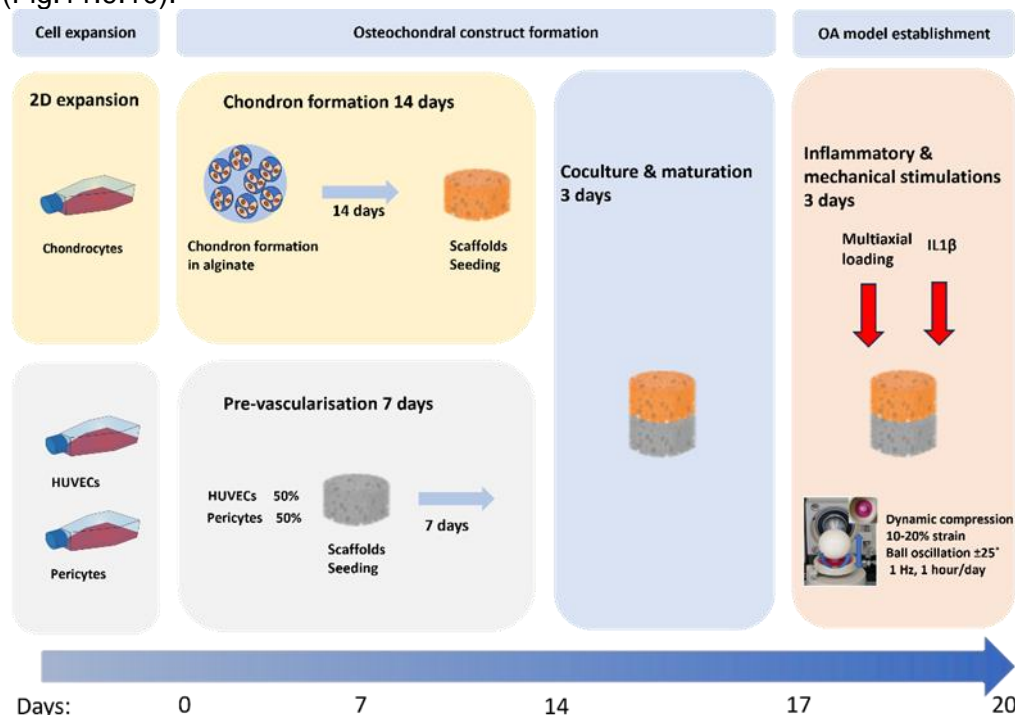 Cell expansion
Osteochondral construct formation
OA model establishment
2D expansion
Chondrocytes
Chondron formation 14 days
14 days
Chondron formation
in alginate
Scaffolds
Seeding
HUVECs
Pericytes
Pre-vascularisation 7 days
HUVECs 50%
Pericytes 50%
Scaffolds
Seeding
7 days
Coculture & maturation
3 days
Inflammatory &
mechanical stimulations
3 days
Multiaxial
loading
IL1β
Dynamic compression
10-20% strain
Ball oscillation ±25°
1 Hz, 1 hour/day
Days: 0 7 14 17 20